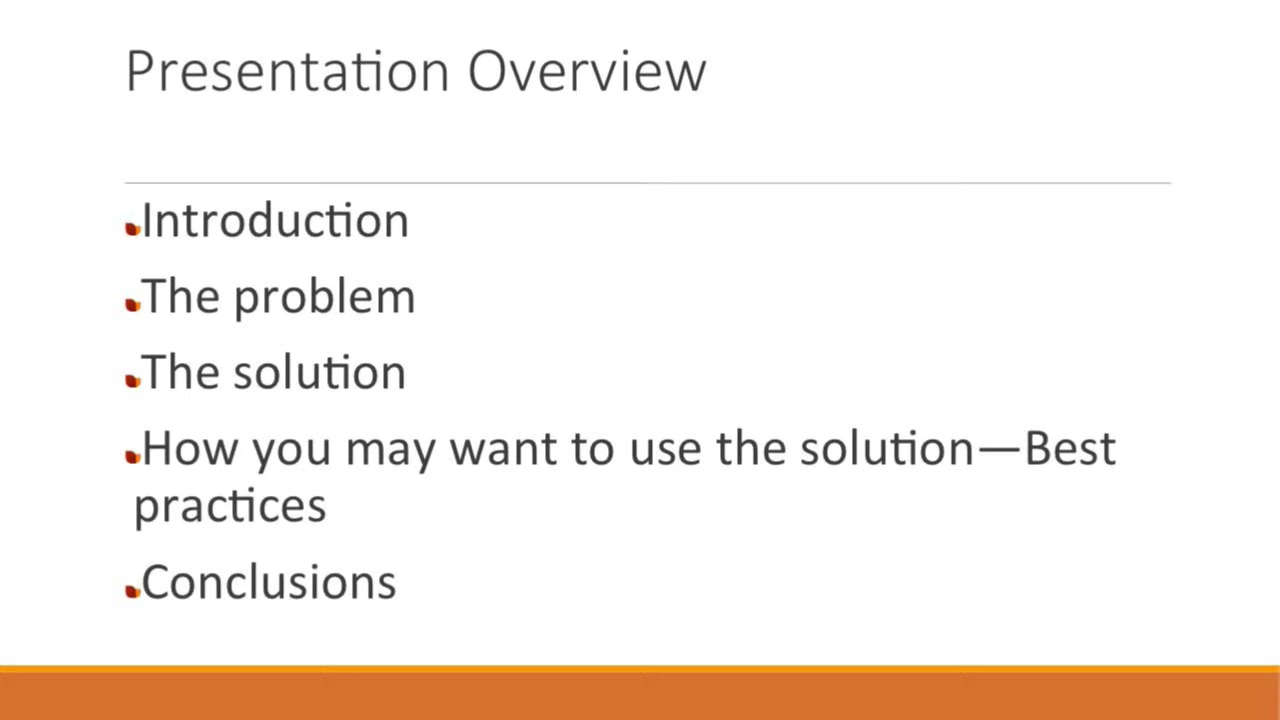 Presentation Overview
Introduction
The problem
The solution
How you may want to use the solution—Best
practices
Conclusions